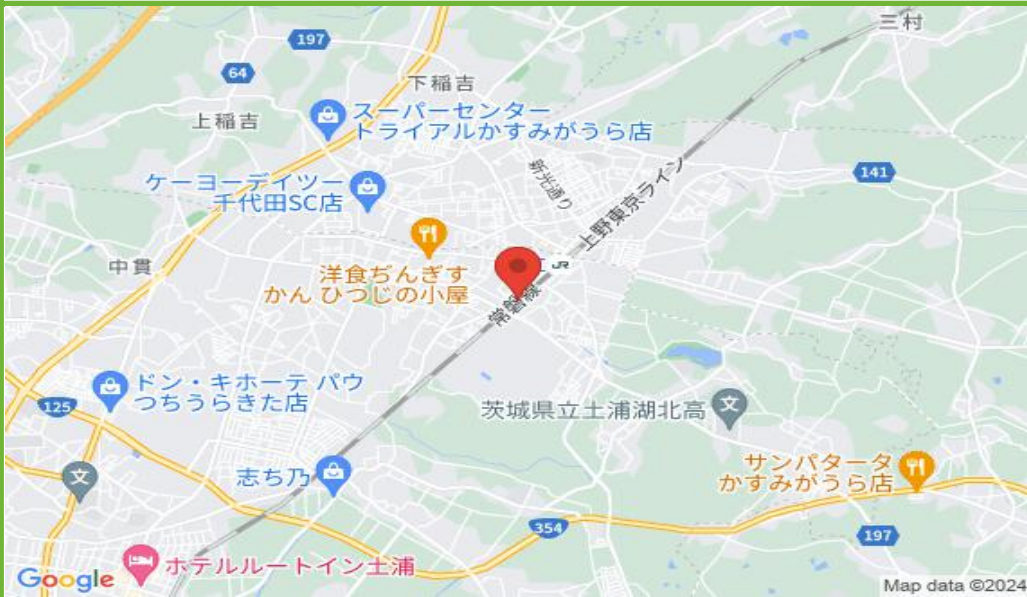 三村
197
64
下稲吉
スーパーセンター
トライアルかすみがうら店
上稲吉
新光通り
上野東京ライン
141
ケーヨーデイツー
千代田SC店
中貫
洋食ぢんぎす
かん ひつじの小屋
JR
常磐線
ドン・キホーテ パウ
つちうらきた店
125
茨城県立土浦湖北高
文
文
志ち乃
サンパタータ
かすみがうら店
354
197
ホテルルートイン土浦
Google
Map data ©2024